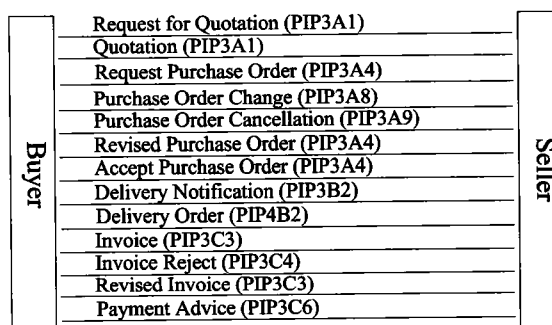 Buyer
Request for Quotation (PIP3A1)
Quotation (PIP3A1)
Request Purchase Order (PIP3A4)
Purchase Order Change (PIP3A8)
Purchase Order Cancellation (PIP3A9)
Revised Purchase Order (PIP3A4)
Accept Purchase Order (PIP3A4)
Delivery Notification (PIP3B2)
Delivery Order (PIP4B2)
Invoice (PIP3C3)
Invoice Reject (PIP3C4)
Revised Invoice (PIP3C3)
Payment Advice (PIP3C6)
Seller